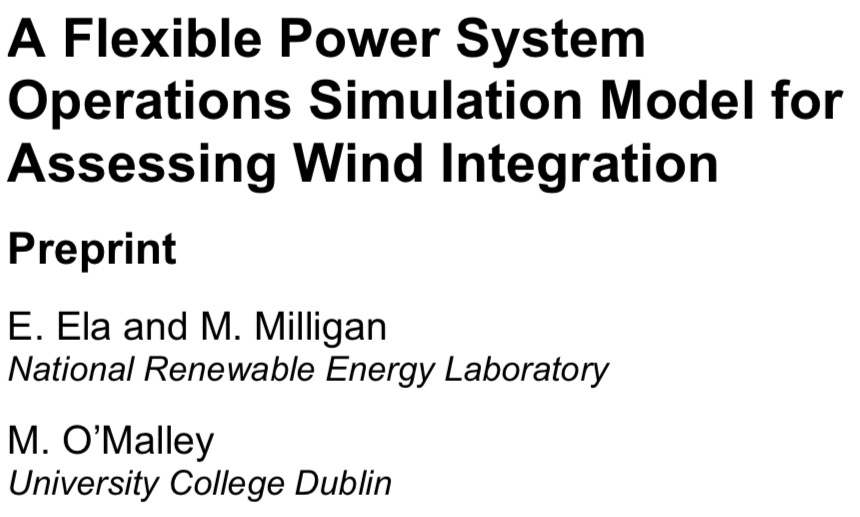 A Flexible Power System
Operations Simulation Model for
Assessing Wind Integration
Preprint
E. Ela and M. Milligan
National Renewable Energy Laboratory
M. O’Malley
University College Dublin